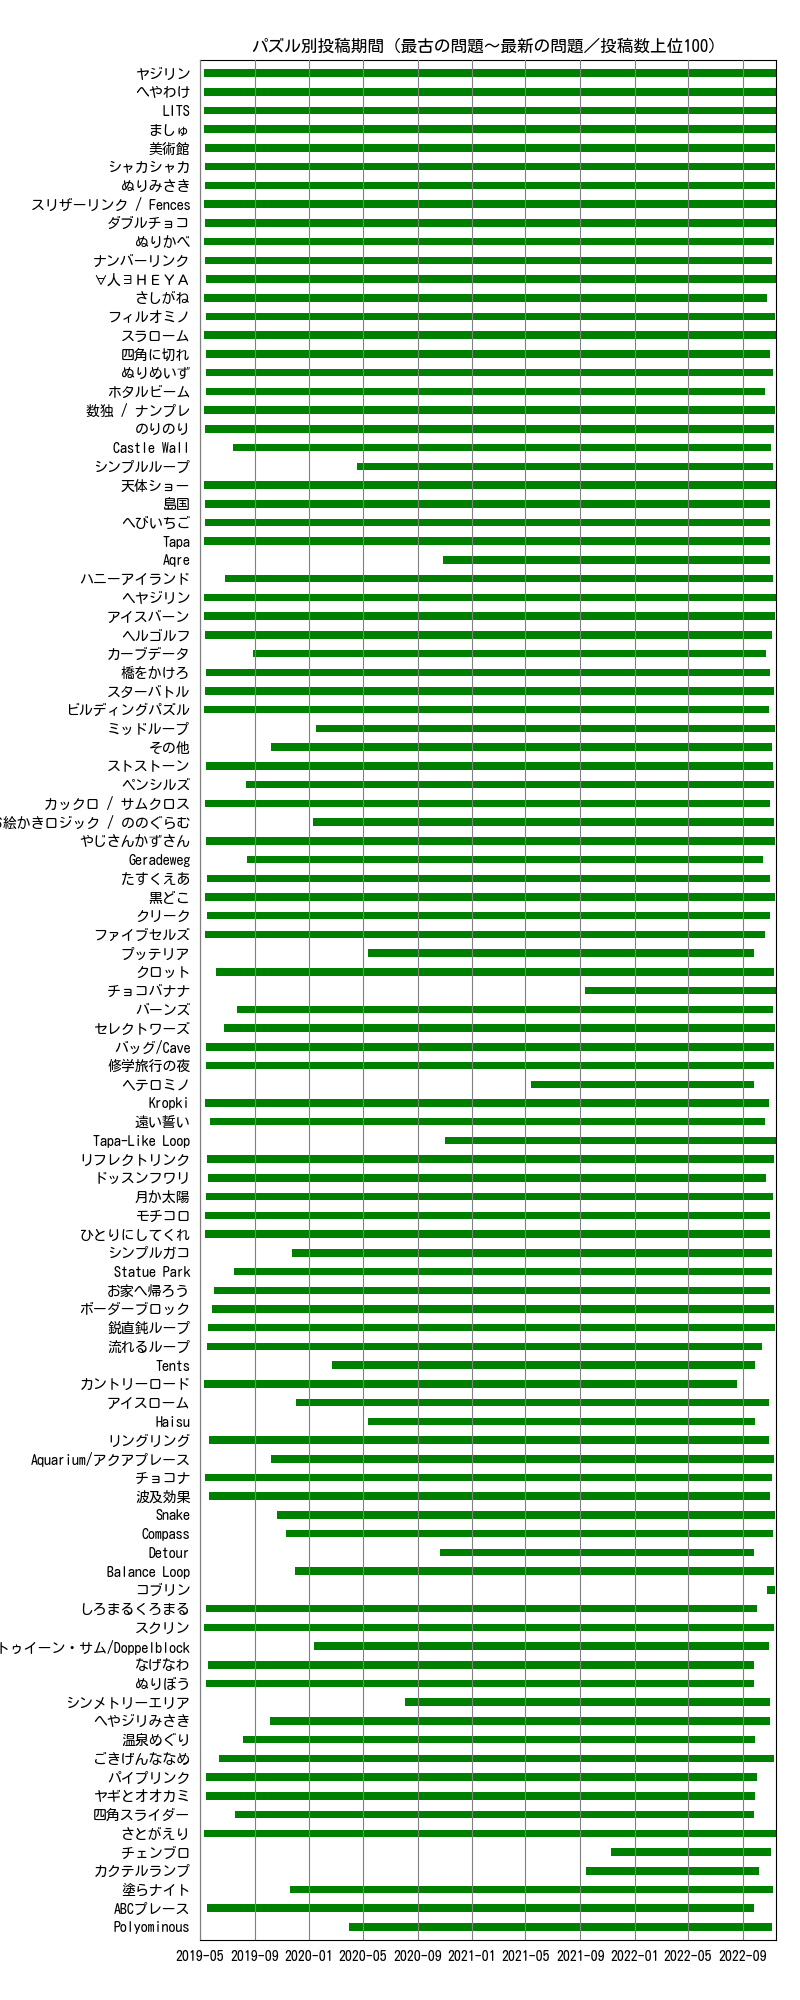 パズル別投稿期間（最古の問題～最新の問題／投稿数上位100）
ヤジリン
へやわけ
LITS
ましゅ
美術館
シャカシャカ
ぬりみさき
スリザーリンク / Fences
ダブルチョコ
ぬりかべ
ナンバーリンク
∀人∃ＨＥＹＡ
さしがね
フィルオミノ
スラローム
四角に切れ
ぬりめいず
ホタルビーム
数独 / ナンプレ
のりのり
Castle Wall
シンプルループ
天体ショー
島国
へびいちご
Tapa
Aqre
ハニーアイランド
ヘヤジリン
アイスバーン
ヘルゴルフ
カーブデータ
橋をかけろ
スターバトル
ビルディングパズル
ミッドループ
その他
ストストーン
ペンシルズ
カックロ / サムクロス
絵かきロジック / ののぐらむ
やじさんかずさん
Geradeweg
たすくえあ
黒どこ
クリーク
ファイブセルズ
プッテリア
クロット
チョコバナナ
バーンズ
セレクトワーズ
バッグ/Cave
修学旅行の夜
ヘテロミノ
Kropki
遠い誓い
Tapa-Like Loop
リフレクトリンク
ドッスンフワリ
月か太陽
モチコロ
ひとりにしてくれ
シンプルガコ
Statue Park
お家へ帰ろう
ボーダーブロック
鋭直鈍ループ
流れるループ
Tents
カントリーロード
アイスローム
Haisu
リングリング
Aquarium/アクアプレース
チョコナ
波及効果
Snake
Compass
Detour
Balance Loop
コブリン
しろまるくろまる
スクリン
トゥイーン・サム/Doppelblock
なげなわ
ぬりぼう
シンメトリーエリア
へやジリみさき
温泉めぐり
ごきげんななめ
パイプリンク
ヤギとオオカミ
四角スライダー
さとがえり
チェンブロ
カクテルランプ
塗らナイト
ABCプレース
Polyominous
2019-05 2019-09 2020-01 2020-05 2020-09 2021-01 2021-05 2021-09 2022-01 2022-05 2022-09